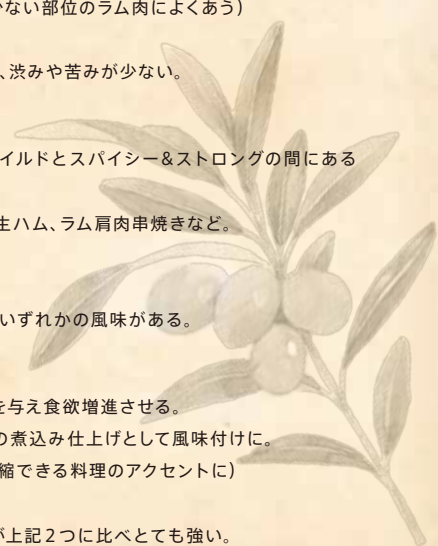 ない部位のラム肉によくあう)
、渋みや苦みが少ない。
イルドとスパイシー&ストロングの間にある
生ハム、ラム肩肉串焼きなど。
いずれかの風味がある。
を与え食欲増進させる。
の煮込み仕上げとして風味付けに。
縮できる料理のアクセントに)
が上記2つに比べとても強い。